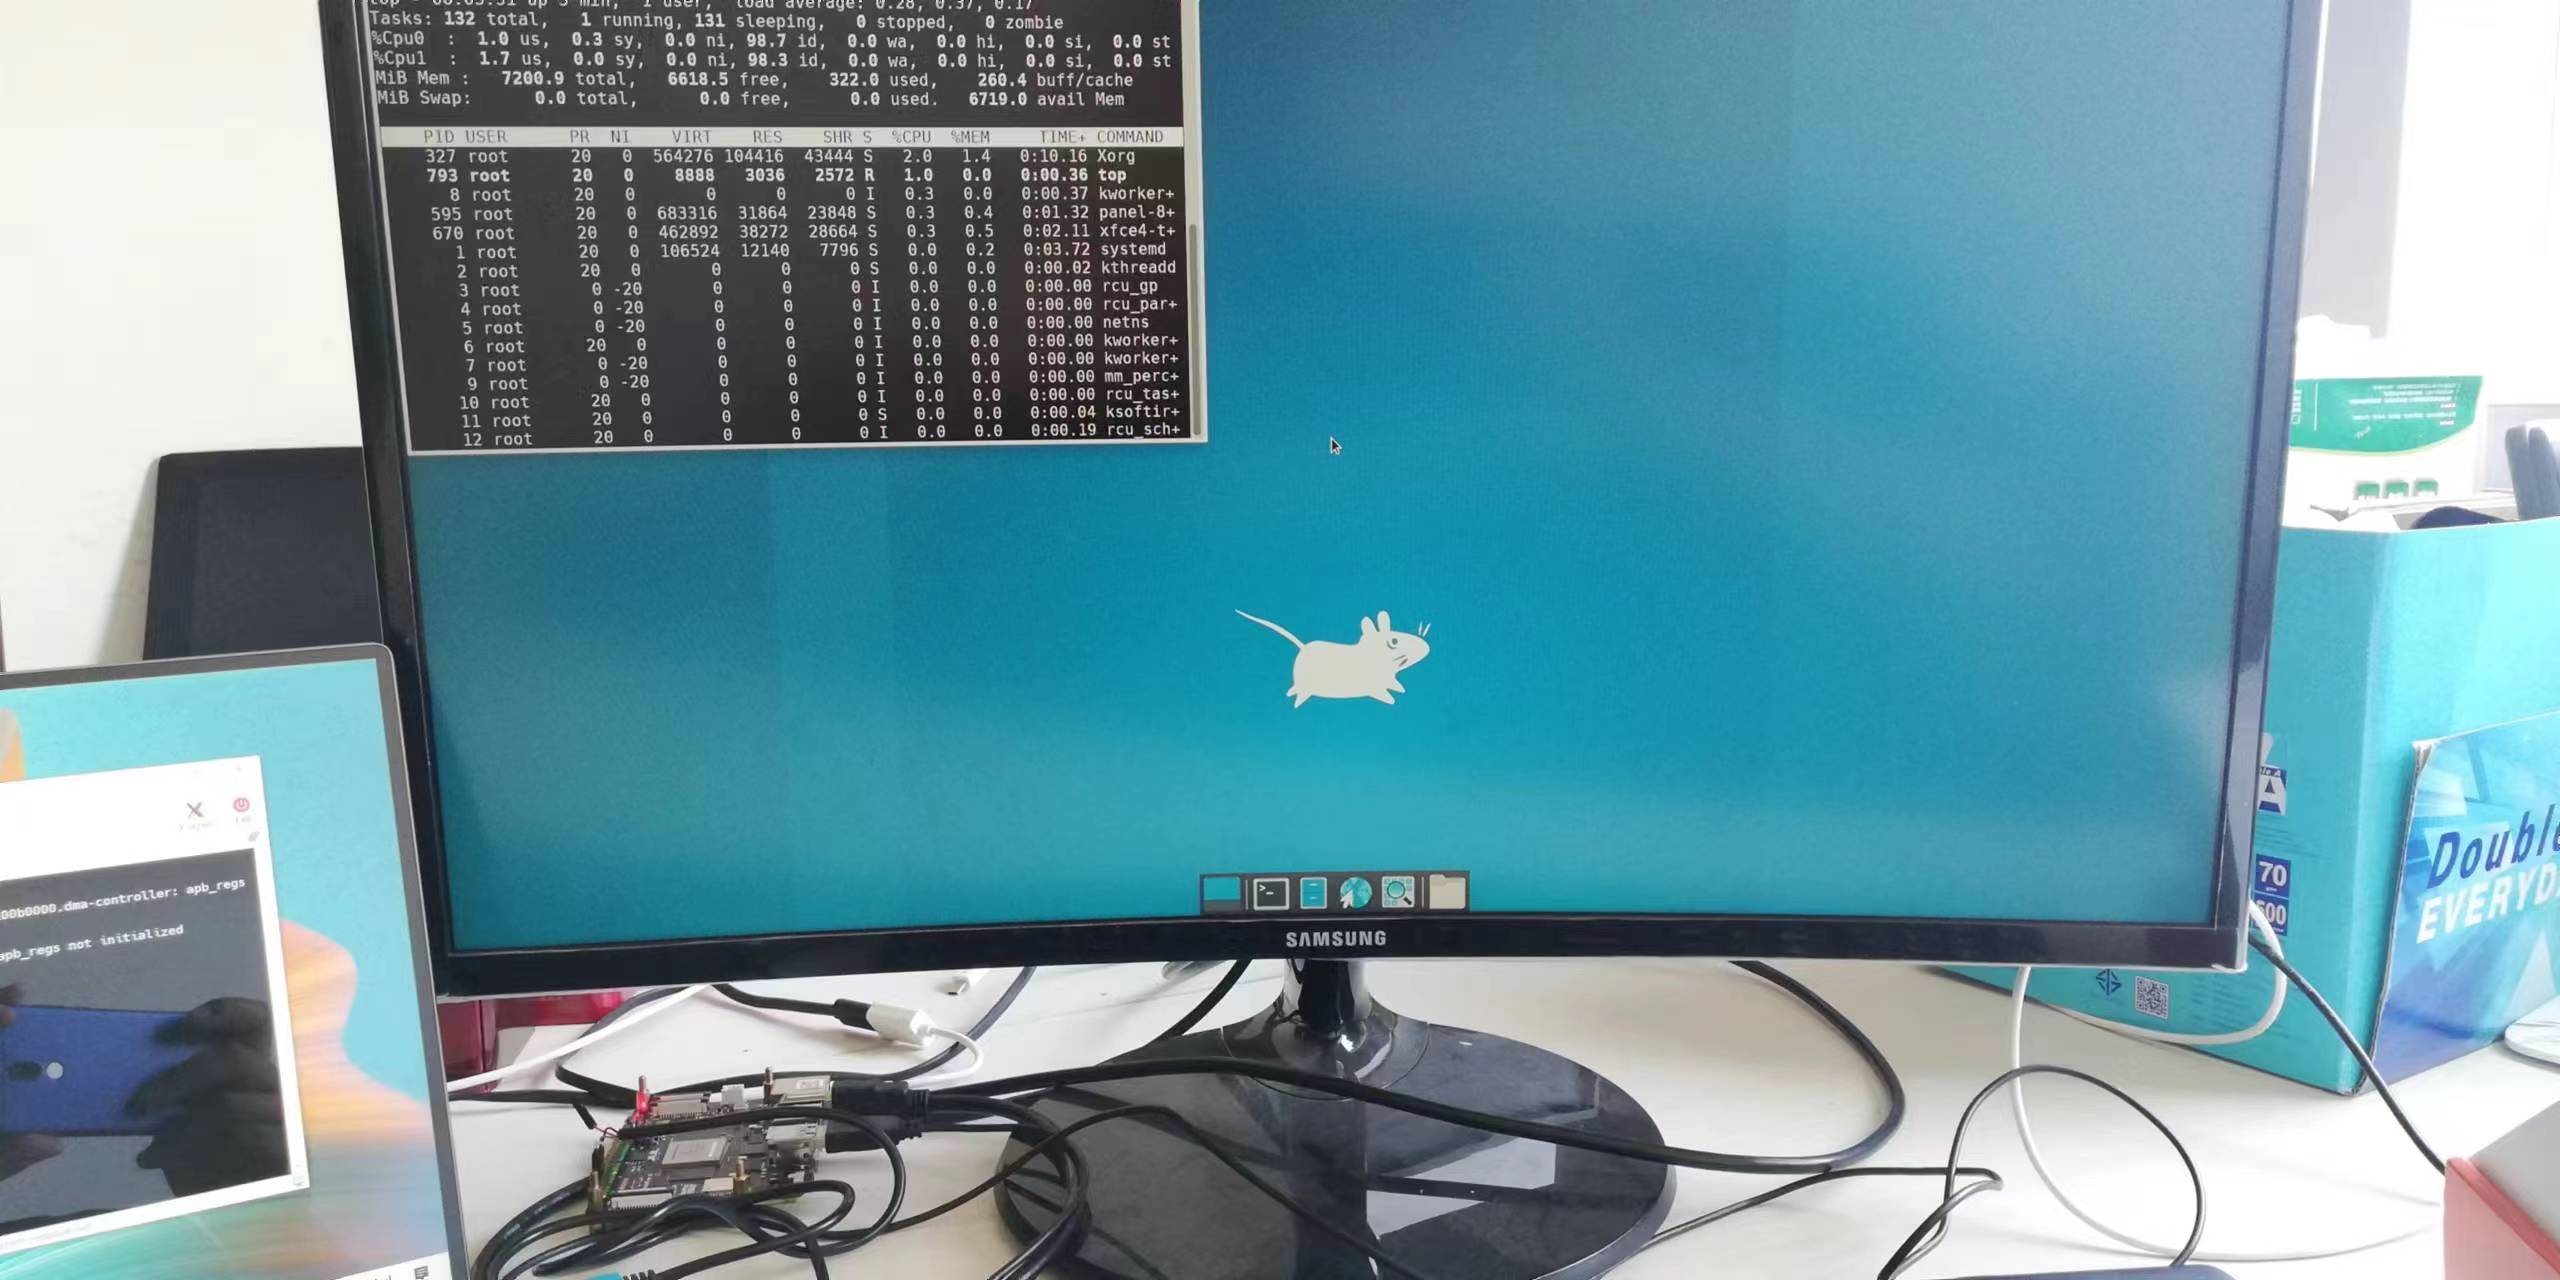 Tasks: 132 total, 1 running, 131 sleeping, 0 stopped, 0 zombie
%Cpu0 : 1.0 us, 0.3 sy, 0.0 ni, 98.7 id, 0.0 wa, 0.0 hi, 0.0 si, 0.0 st
%Cpu1 : 1.7 us, 0.0 sy, 0.0 ni, 98.3 id, 0.0 wa, 0.0 hi, 0.0 si, 0.0 st
MiB Mem : 7200.9 total, 6618.5 free, 322.0 used, 260.4 buff/cache
MiB Swap: 0.0 total, 0.0 free, 0.0 used. 6719.0 avail Mem
PID USER PR NI VIRT RES SHR S %CPU %MEM TIME+ COMMAND
327 root 20 0 564276 104416 43444 S 2.0 1.4 0:10.16 Xorg
793 root 20 0 8888 3036 2572 R 1.0 0.0 0:00.36 top
8 root 20 0 0 0 0 I 0.3 0.0 0:00.37 kworker+
595 root 20 0 683316 31864 23848 S 0.3 0.4 0:01.32 panel-8+
670 root 20 0 462892 38272 28664 S 0.3 0.5 0:02.11 xfce4-t+
1 root 20 0 106524 12140 7796 S 0.0 0.2 0:03.72 systemd
2 root 20 0 0 0 0 S 0.0 0.0 0:00.02 kthreadd
3 root 0 -20 0 0 0 I 0.0 0.0 0:00.00 rcu_gp
4 root 0 -20 0 0 0 I 0.0 0.0 0:00.00 rcu_par+
5 root 0 -20 0 0 0 I 0.0 0.0 0:00.00 netns
6 root 20 0 0 0 0 I 0.0 0.0 0:00.00 kworker+
7 root 0 -20 0 0 0 I 0.0 0.0 0:00.00 kworker+
9 root 0 -20 0 0 0 I 0.0 0.0 0:00.00 mm_perc+
10 root 20 0 0 0 0 I 0.0 0.0 0:00.00 rcu_tas+
11 root 20 0 0 0 0 S 0.0 0.0 0:00.04 ksoftir+
12 root 20 0 0 0 0 I 0.0 0.0 0:00.19 rcu_sch+
SAMSUNG
00b0000.dma-controller: apb_regs
apb_regs not initialized
A
70
500
Double
EVERYD